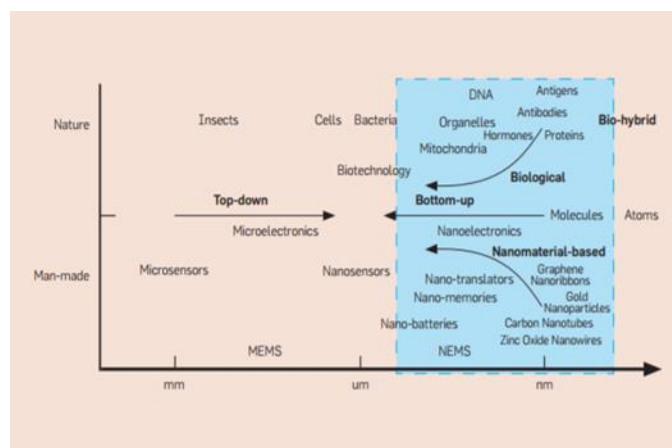 DNA
Antigens
Nature
Insects
Cells
Bacteria
Organelles
Antibodies
Bio-hybrid
Hormones
Proteins
Mitochondria
Biotechnology
Biological
Top-down
Bottom-up
Molecules
Atoms
Microelectronics
Nanoelectronics
Nanomaterial-based
Man-made
Microsensors
Nanosensors
Nano-translators
Graphene
Nanoribbons
Nano-memories
Gold
Nanoparticles
Nano-batteries
Carbon Nanotubes
Zinc Oxide Nanowires
MEMS
NEMS
mm
um
nm